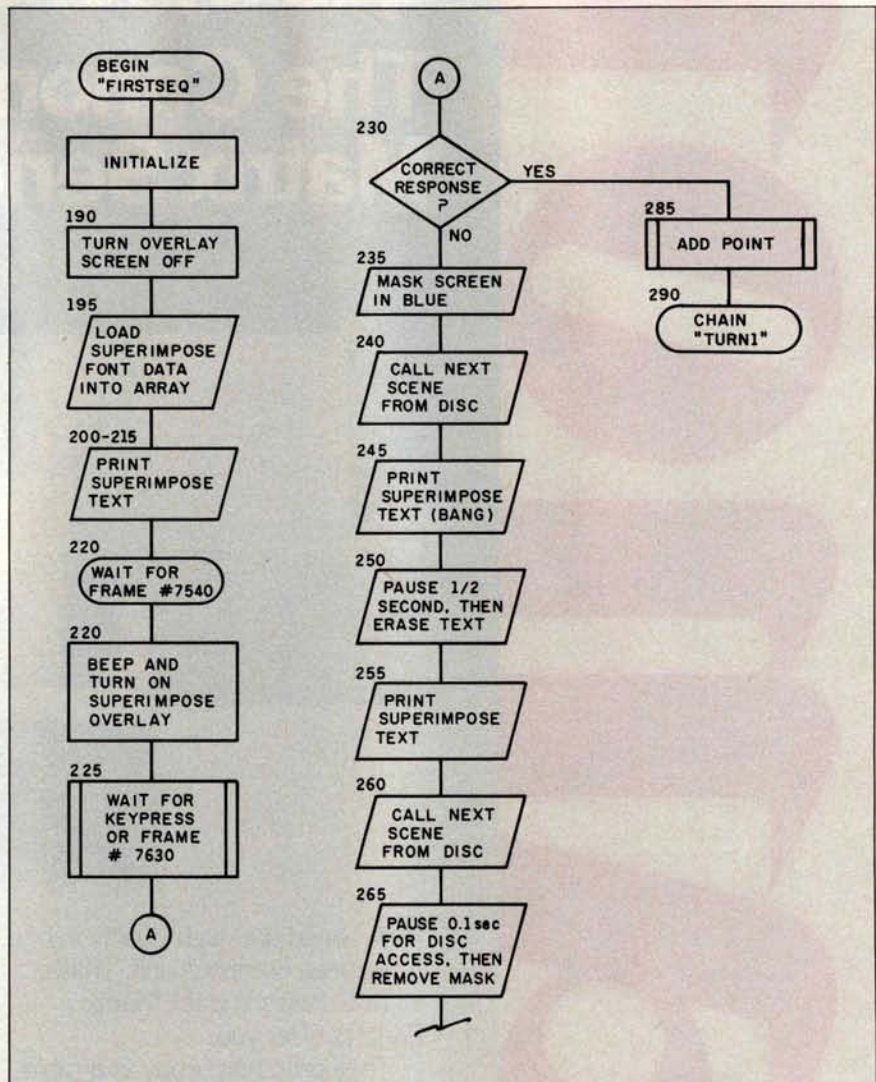 BEGIN
"FIRSTSEQ"
INITIALIZE
190
TURN OVERLAY
SCREEN OFF
195
LOAD
SUPERIMPOSE
FONT DATA
INTO ARRAY
200-215
PRINT
SUPERIMPOSE
TEXT
220
WAIT FOR
FRAME #7540
220
BEEP AND
TURN ON
SUPERIMPOSE
OVERLAY
225
WAIT FOR
KEYPRESS
OR FRAME
# 7630
A
A
230
CORRECT
RESPONSE
?
YES
NO
235
MASK SCREEN
IN BLUE
240
CALL NEXT
SCENE
FROM DISC
245
PRINT
SUPERIMPOSE
TEXT (BANG)
250
PAUSE 1/2
SECOND, THEN
ERASE TEXT
255
PRINT
SUPERIMPOSE
TEXT
260
CALL NEXT
SCENE
FROM DISC
265
PAUSE 0.1 sec
FOR DISC
ACCESS, THEN
REMOVE MASK
285
ADD POINT
290
CHAIN
"TURN1"